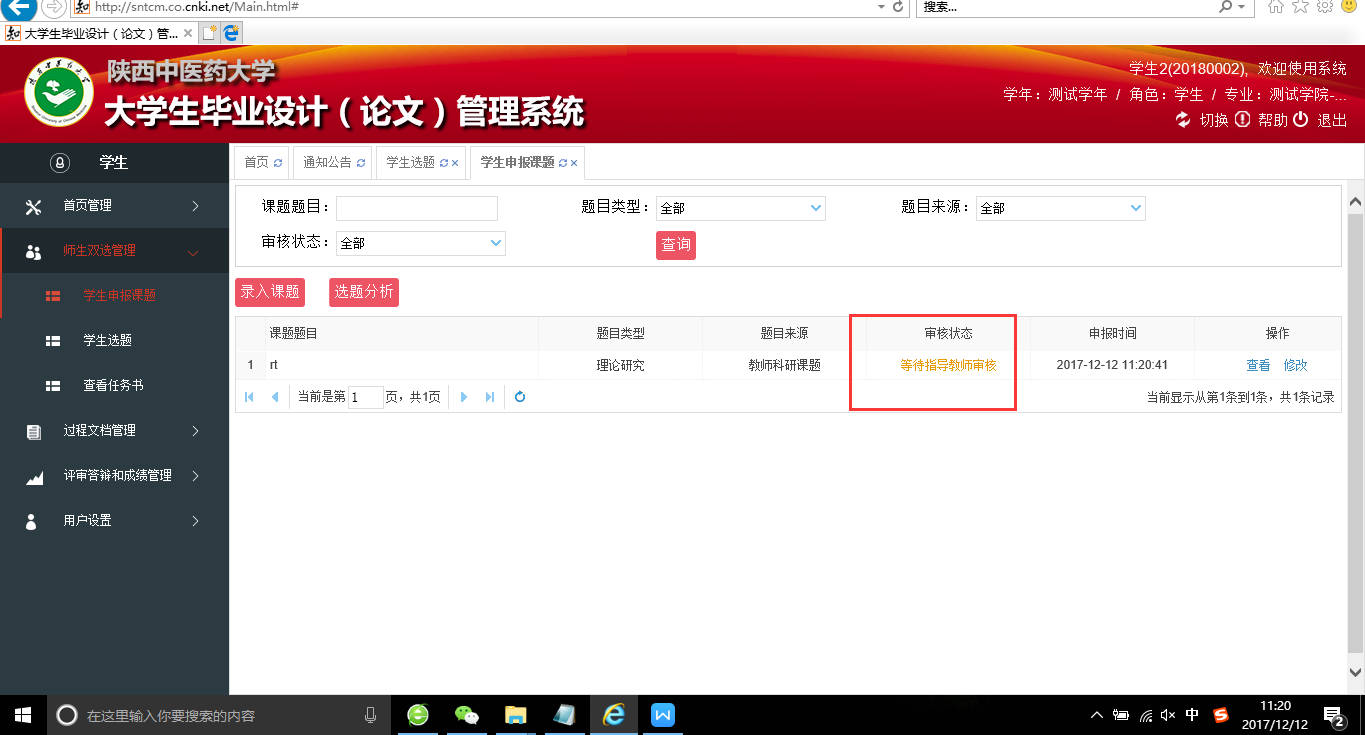 http://sntcm.co.cnki.net/Main.html#
搜索...
大学生毕业设计（论文）管...
陕西中医药大学
大学生毕业设计（论文）管理系统
学生2(20180002), 欢迎使用系统
学年：测试学年 / 角色：学生 / 专业：测试学院-...
切换 帮助 退出
学生
首页管理
师生双选管理
学生申报课题
学生选题
查看任务书
过程文档管理
评审答辩和成绩管理
用户设置
首页 通知公告 学生选题 学生申报课题
课题题目： 题目类型：全部 题目来源：全部
审核状态：全部 查询
录入课题 选题分析
课题题目 题目类型 题目来源 审核状态 申报时间 操作
1 rt 理论研究 教师科研课题 等待指导教师审核 2017-12-12 11:20:41 查看 修改
当前是第 1 页，共1页 当前显示从第1条到1条，共1条记录
在这里输入你要搜索的内容
中
11:20
2017/12/12
2